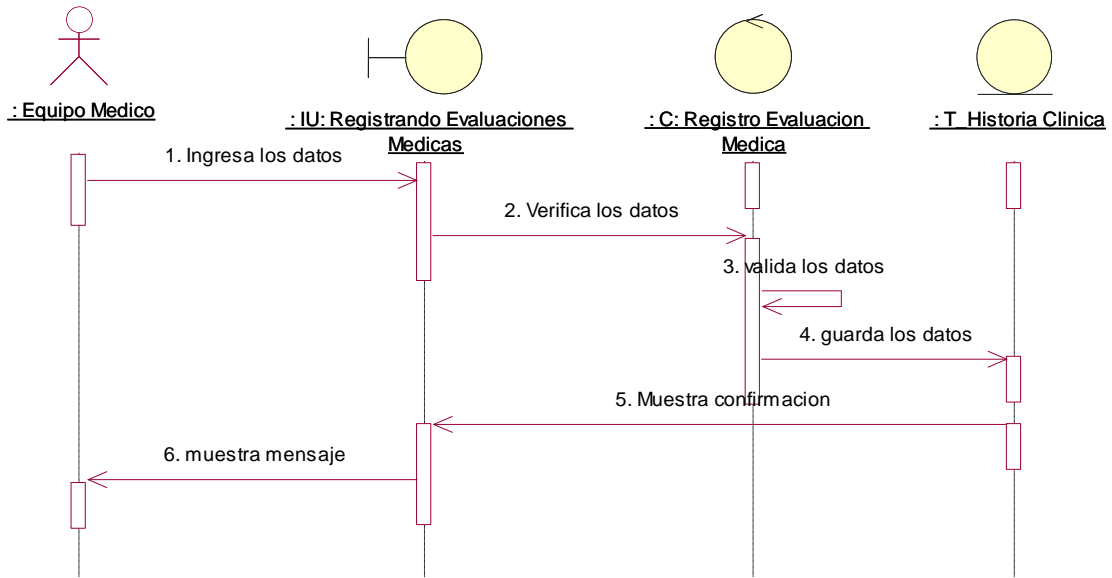 : Equipo Medico
: IU: Registrando Evaluaciones
Medicas
: C: Registro Evaluacion
Medica
: T_Historia Clinica
1. Ingresa los datos
2. Verifica los datos
3. valida los datos
4. guarda los datos
5. Muestra confirmacion
6. muestra mensaje